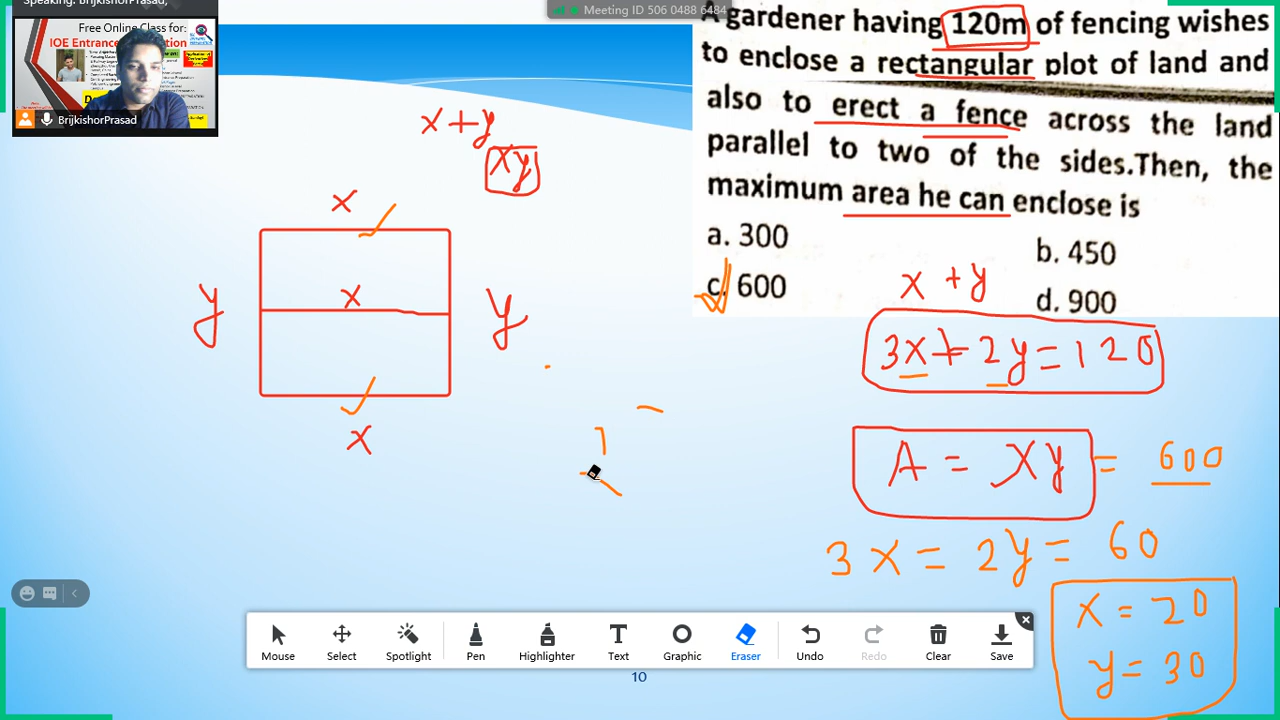 Speaking: BrijkishorPrasad,
Meeting ID 506 0488 6484
Free Online Class for:
IOE Entrance
BrijkishorPrasad
A gardener having 120m of fencing wishes
to enclose a rectangular plot of land and
also to erect a fence across the land
parallel to two of the sides.Then, the
maximum area he can enclose is
a. 300
b. 450
c. 600
d. 900
x + y
xy
x
x
y
y
x
x + y
3x + 2y = 120
A = xy = 600
3x = 2y = 60
x = 20
y = 30
Mouse
Select
Spotlight
Pen
Highlighter
Text
Graphic
Eraser
Undo
Redo
Clear
Save
10